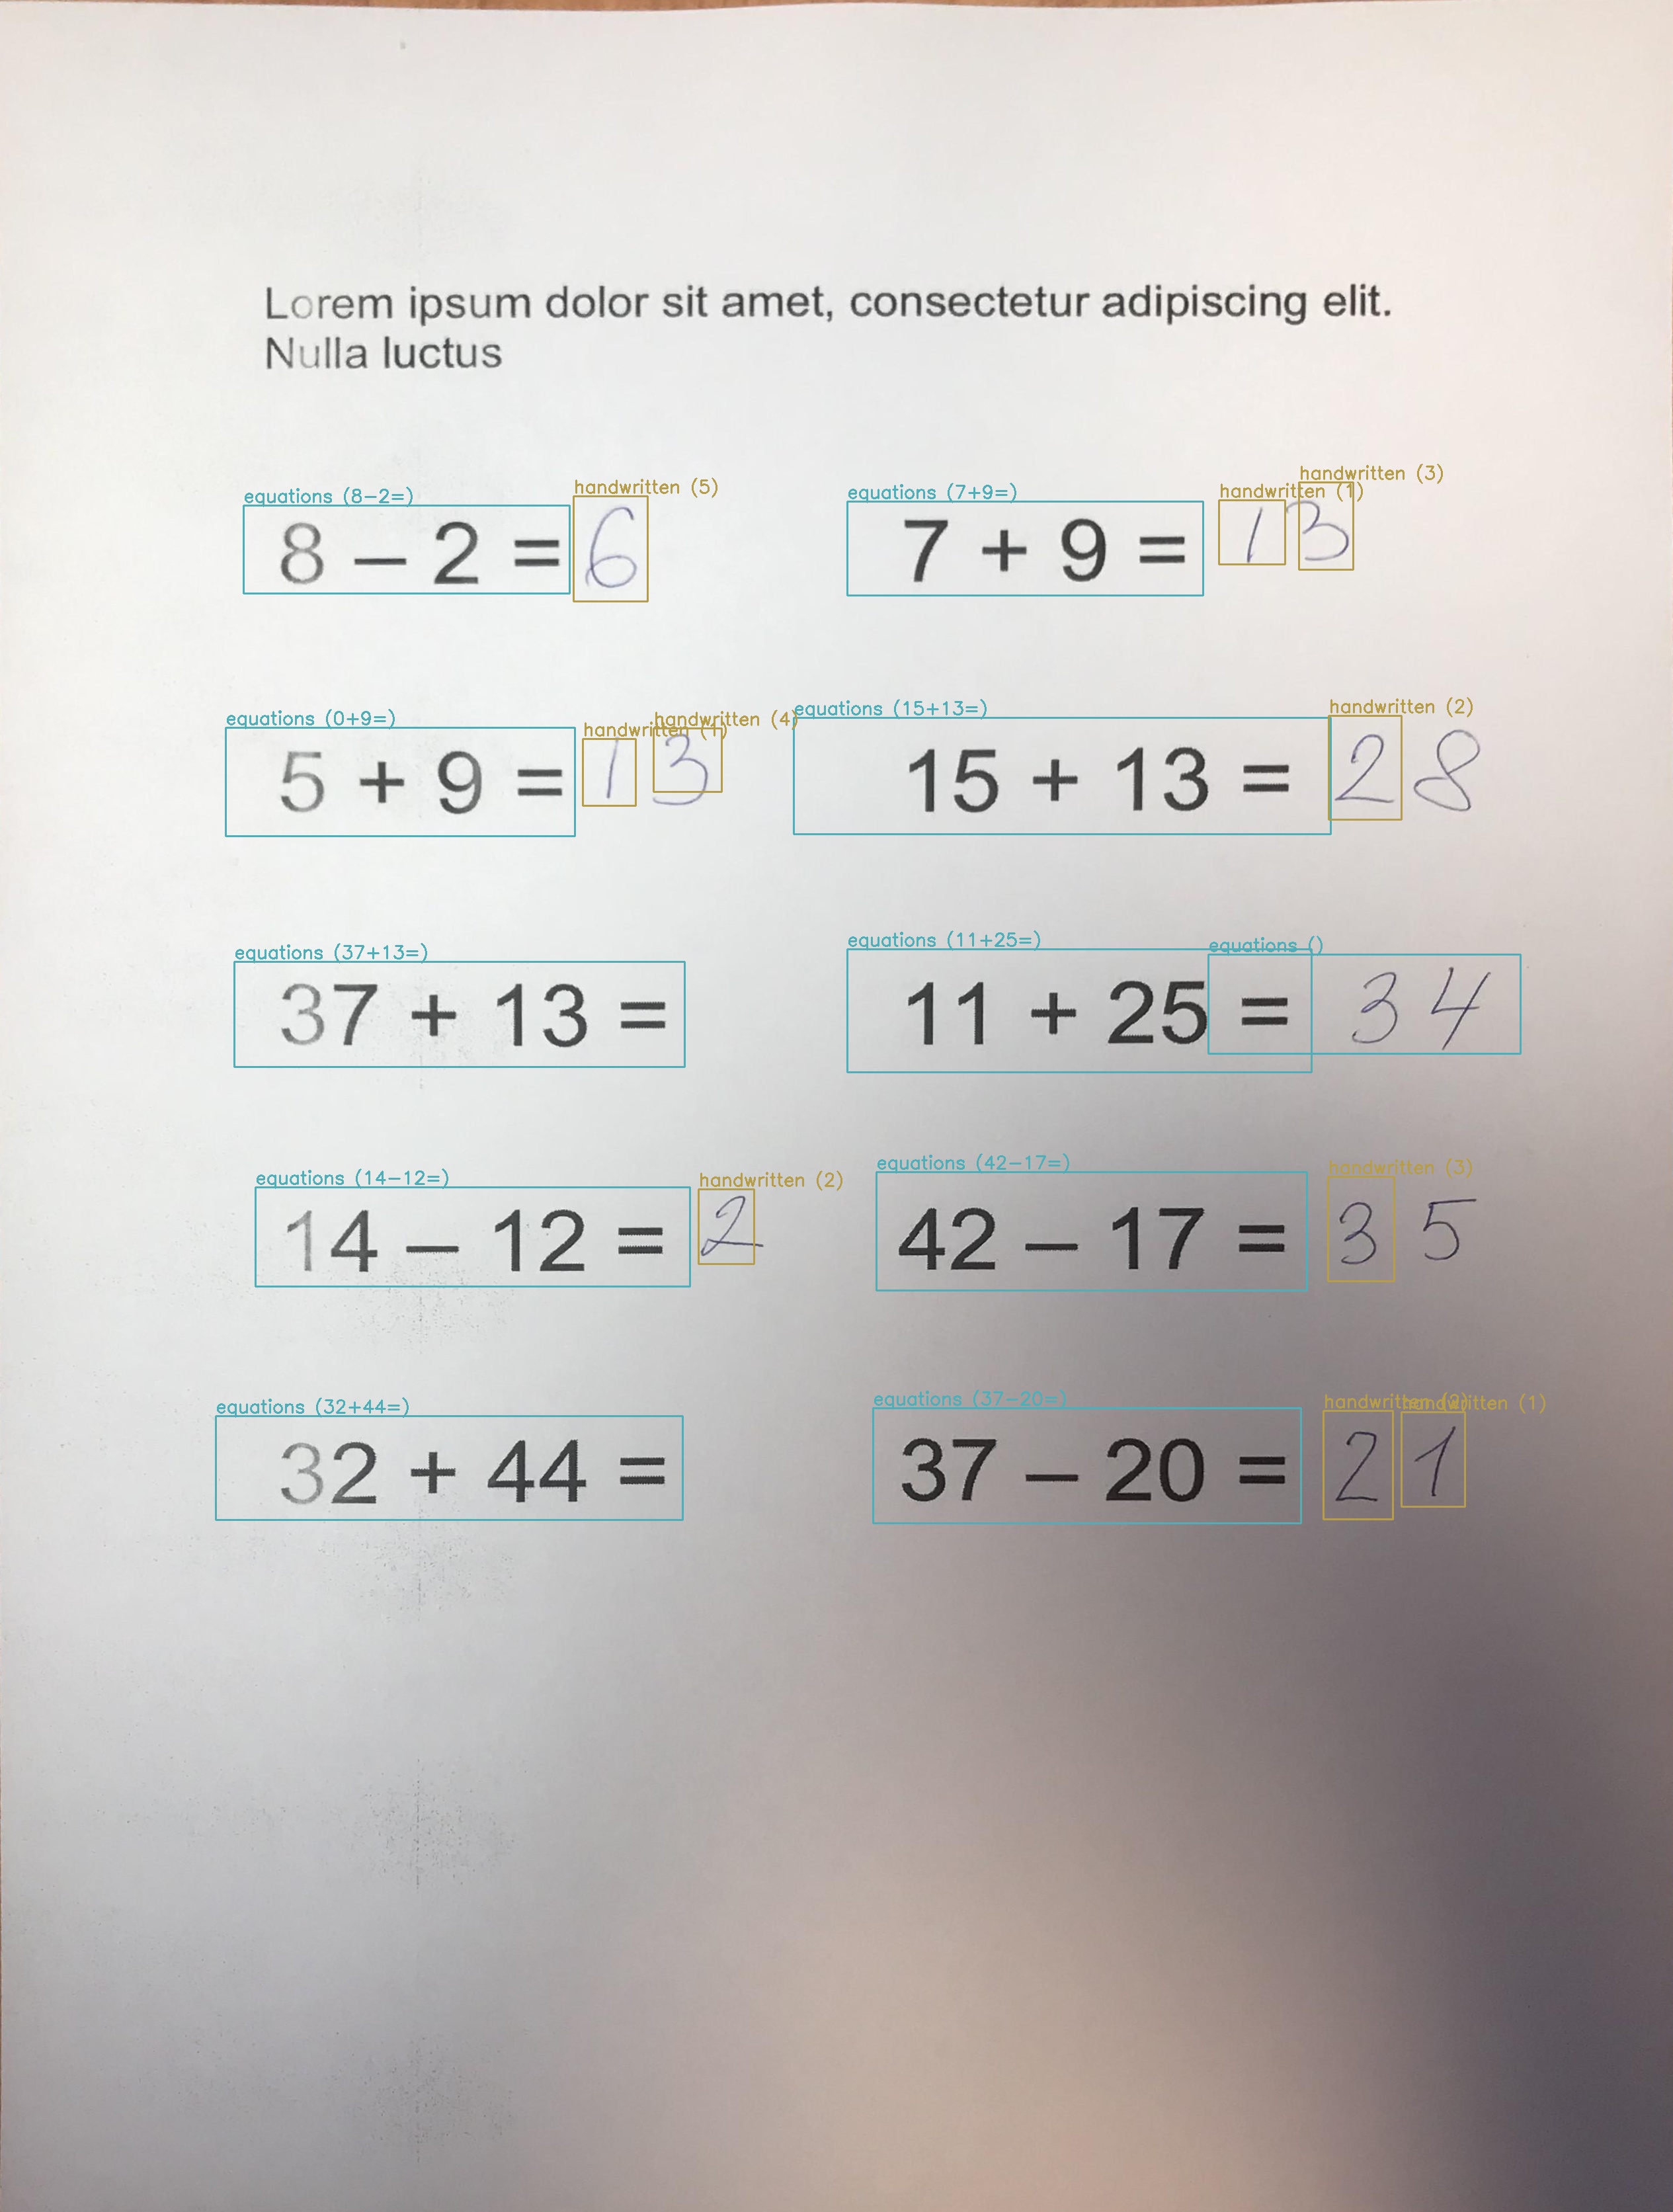 Lorem ipsum dolor sit amet, consectetur adipiscing elit.
Nulla luctus
equations (8-2=) handwritten (5) equations (7+9=) handwritten (1) handwritten (3)
8 – 2 = 6 7 + 9 = 13
equations (0+9=) handwritten (1) handwritten (4) equations (15+13=) handwritten (2)
5 + 9 = 13 15 + 13 = 28
equations (37+13=) equations (11+25=) equations ()
37 + 13 = 11 + 25 = 34
equations (14-12=) handwritten (2) equations (42-17=) handwritten (3)
14 – 12 = 2 42 – 17 = 35
equations (32+44=) equations (37-20=) handwritten (2) handwritten (1)
32 + 44 = 37 – 20 = 21